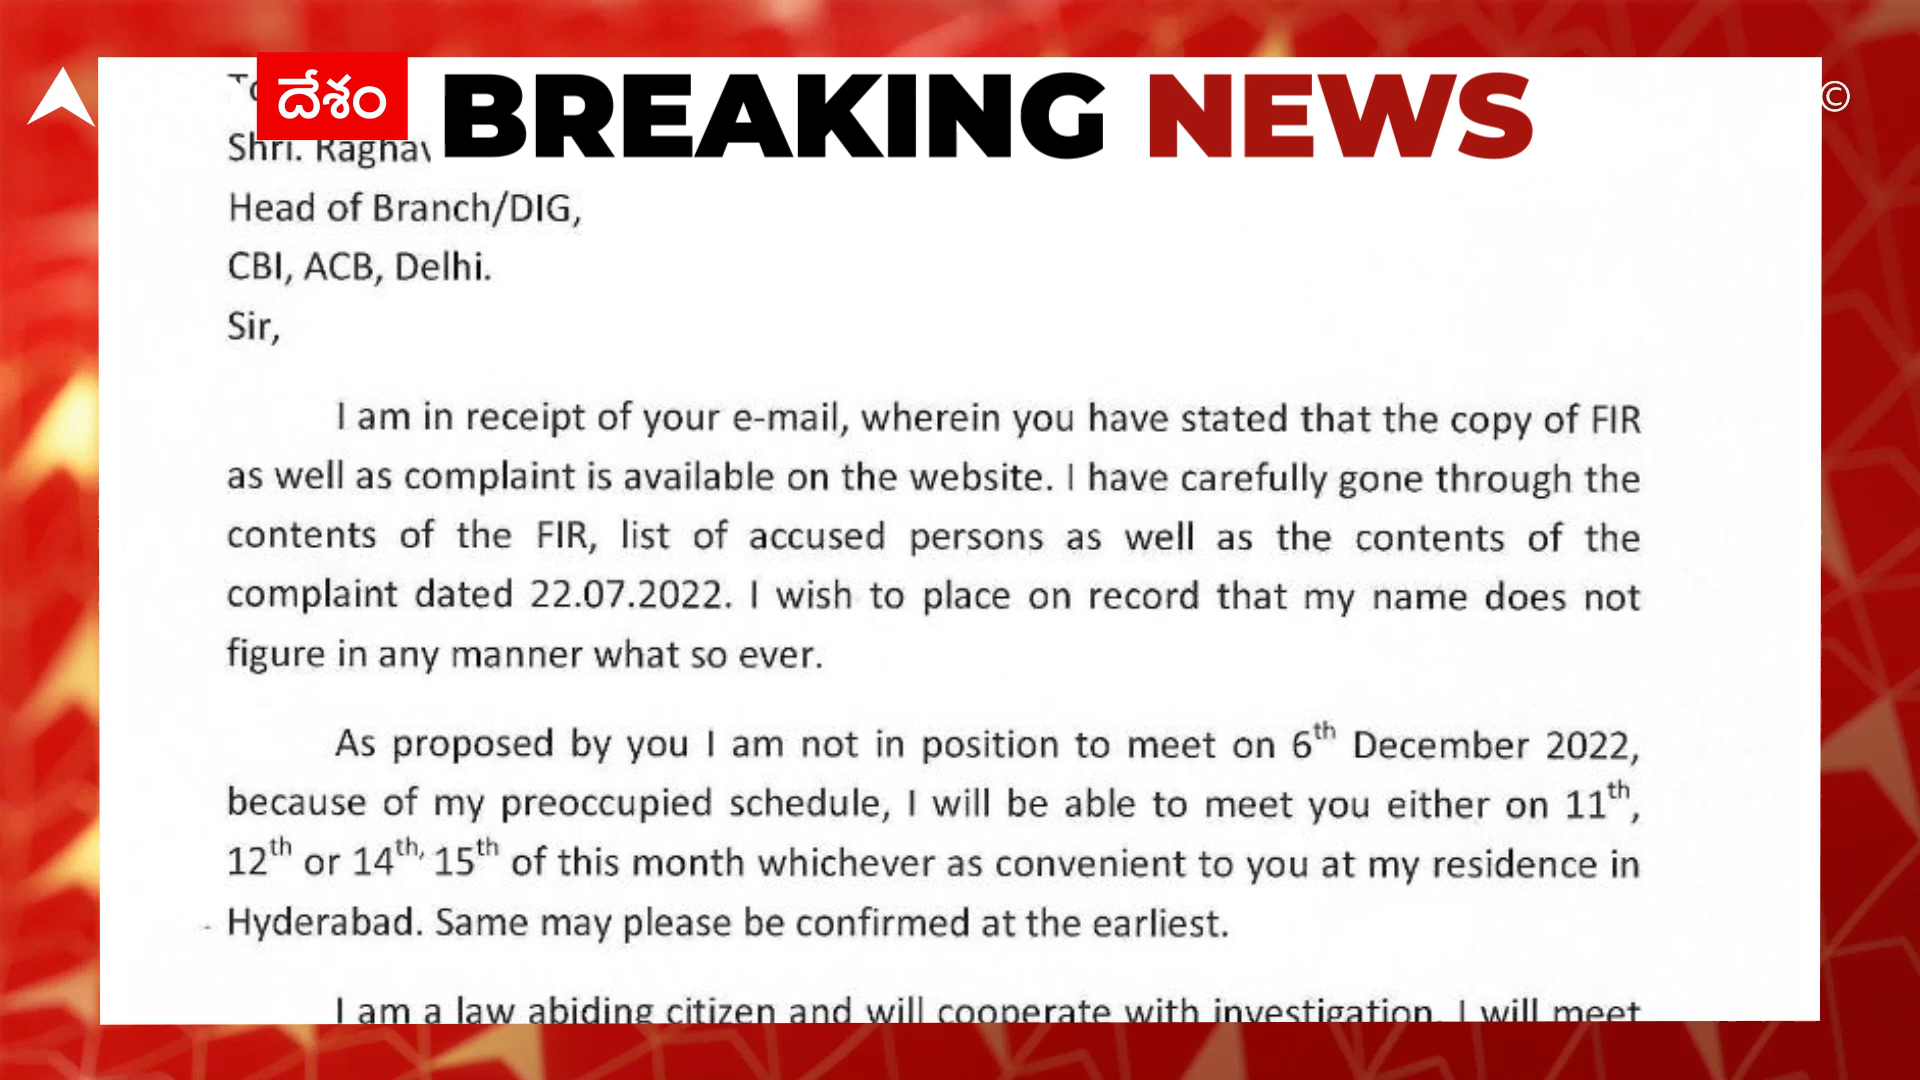 దేశం BREAKING NEWS
©
Shri.
Head of Branch/DIG,
CBI, ACB, Delhi.
Sir,
I am in receipt of your e-mail, wherein you have stated that the copy of FIR
as well as complaint is available on the website. I have carefully gone through the
contents of the FIR, list of accused persons as well as the contents of the
complaint dated 22.07.2022. I wish to place on record that my name does not
figure in any manner what so ever.
As proposed by you I am not in position to meet on 6th December 2022,
because of my preoccupied schedule, I will be able to meet you either on 11th,
12th or 14th, 15th of this month whichever as convenient to you at my residence in
Hyderabad. Same may please be confirmed at the earliest.
I am a law abiding citizen and will cooperate with investigation. I will meet